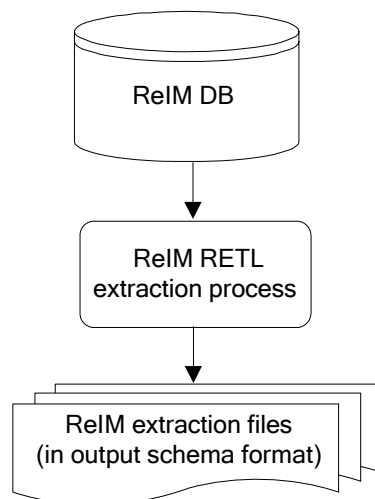 ReIM DB
ReIM RETL
extraction process
ReIM extraction files
(in output schema format)